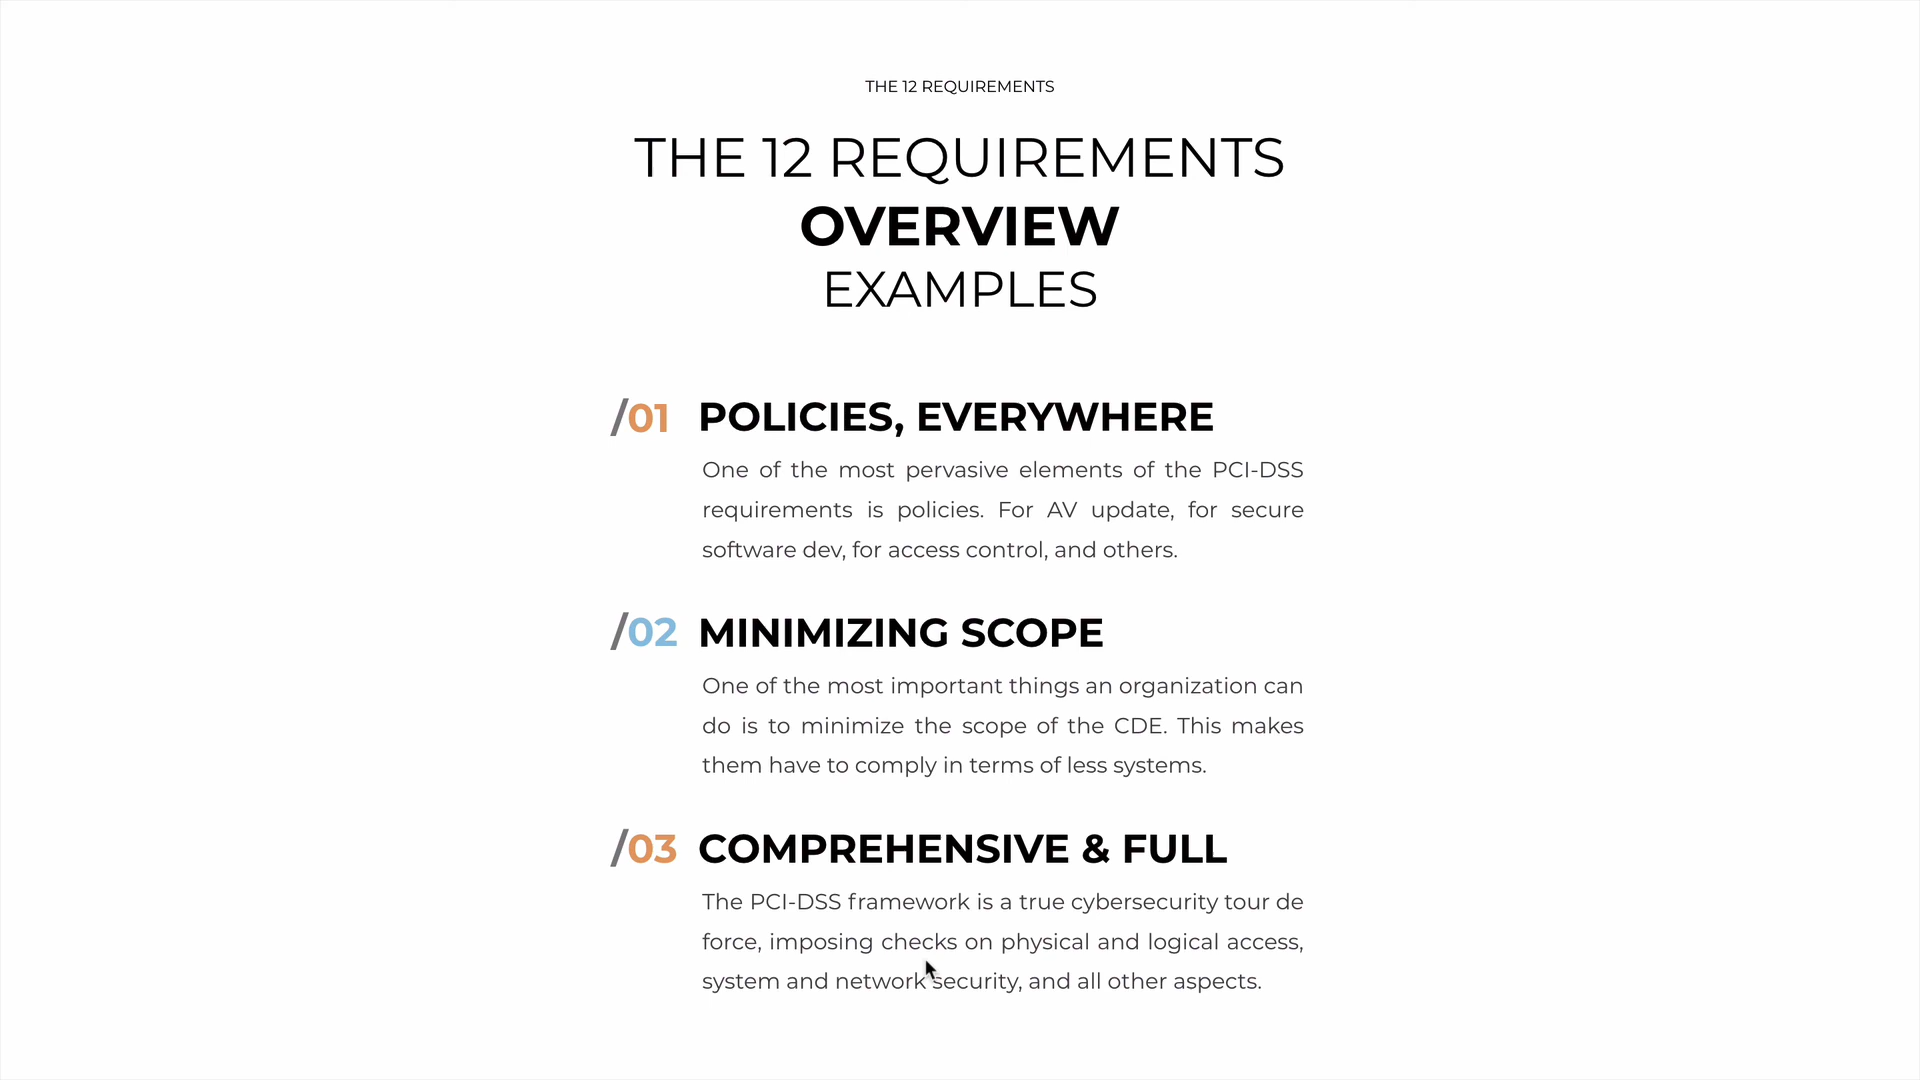 THE 12 REQUIREMENTS
THE 12 REQUIREMENTS
OVERVIEW
EXAMPLES
/01 POLICIES, EVERYWHERE
One of the most pervasive elements of the PCI-DSS
requirements is policies. For AV update, for secure
software dev, for access control, and others.
/02 MINIMIZING SCOPE
One of the most important things an organization can
do is to minimize the scope of the CDE. This makes
them have to comply in terms of less systems.
/03 COMPREHENSIVE & FULL
The PCI-DSS framework is a true cybersecurity tour de
force, imposing checks on physical and logical access,
system and network security, and all other aspects.